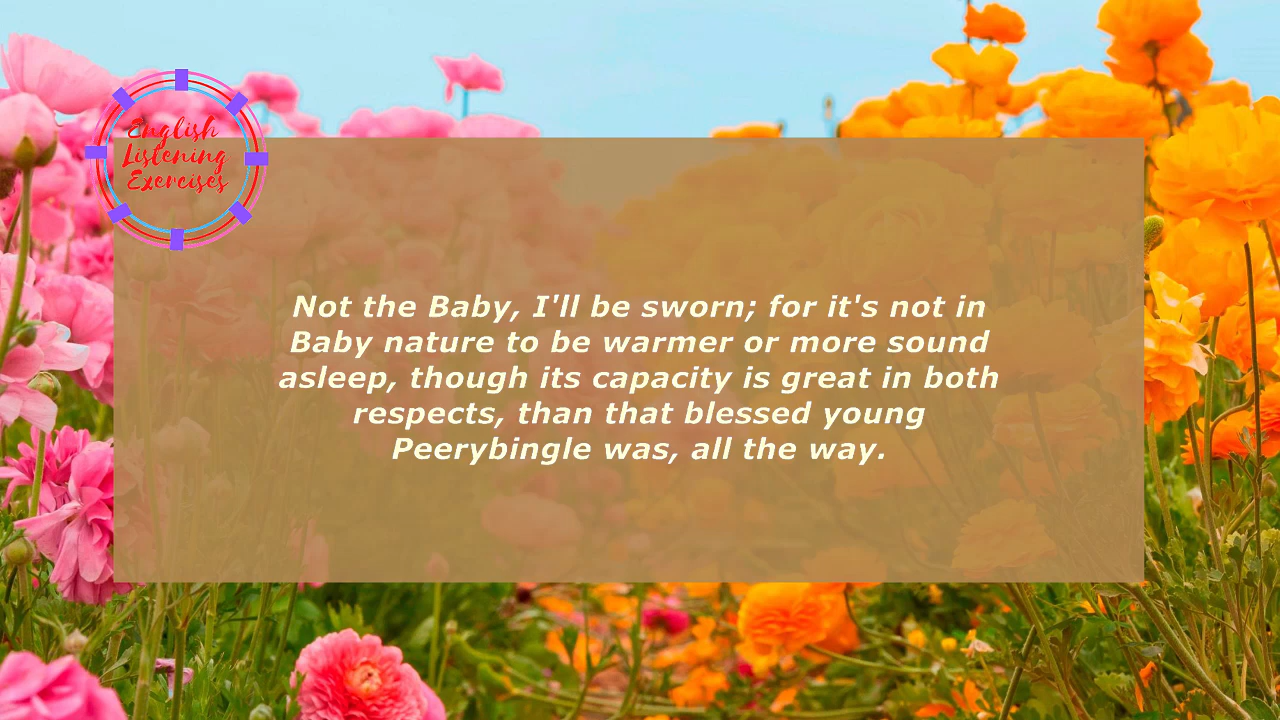 English
Listening
Exercises
Not the Baby, I'll be sworn; for it's not in
Baby nature to be warmer or more sound
asleep, though its capacity is great in both
respects, than that blessed young
Peerybingle was, all the way.